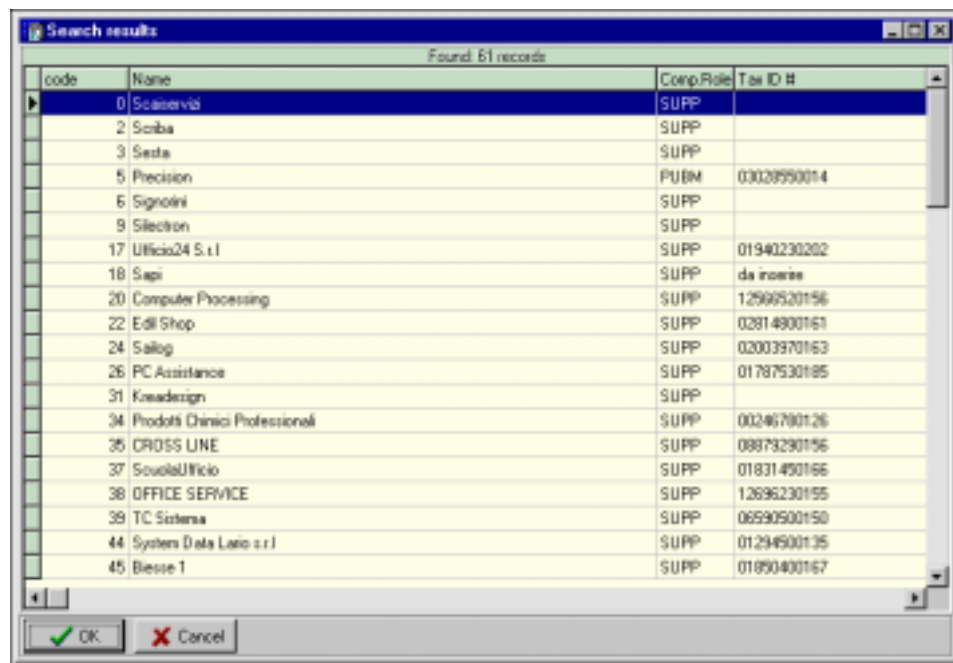 Search results
Found: 61 records
code Name Comp.Role Tax ID #
0 Scaiservizi SUPP
2 Scriba SUPP
3 Sesta SUPP
5 Precision PUBM 03028550014
6 Signorini SUPP
9 Silectron SUPP
17 Ufficio24 S.r.l SUPP 01940230202
18 Sapi SUPP da inserire
20 Computer Processing SUPP 12566520156
22 Edil Shop SUPP 02814800161
24 Sailog SUPP 02003970163
26 PC Assistance SUPP 01787530185
31 Kreadesign SUPP
34 Prodotti Chimici Professionali SUPP 00246780126
35 CROSS LINE SUPP 08879290156
37 ScuolaUfficio SUPP 01831450166
38 OFFICE SERVICE SUPP 12696230155
39 TC Sistema SUPP 06590500150
44 System Data Lario s.r.l SUPP 01294500135
45 Biesse 1 SUPP 01850400167
OK Cancel